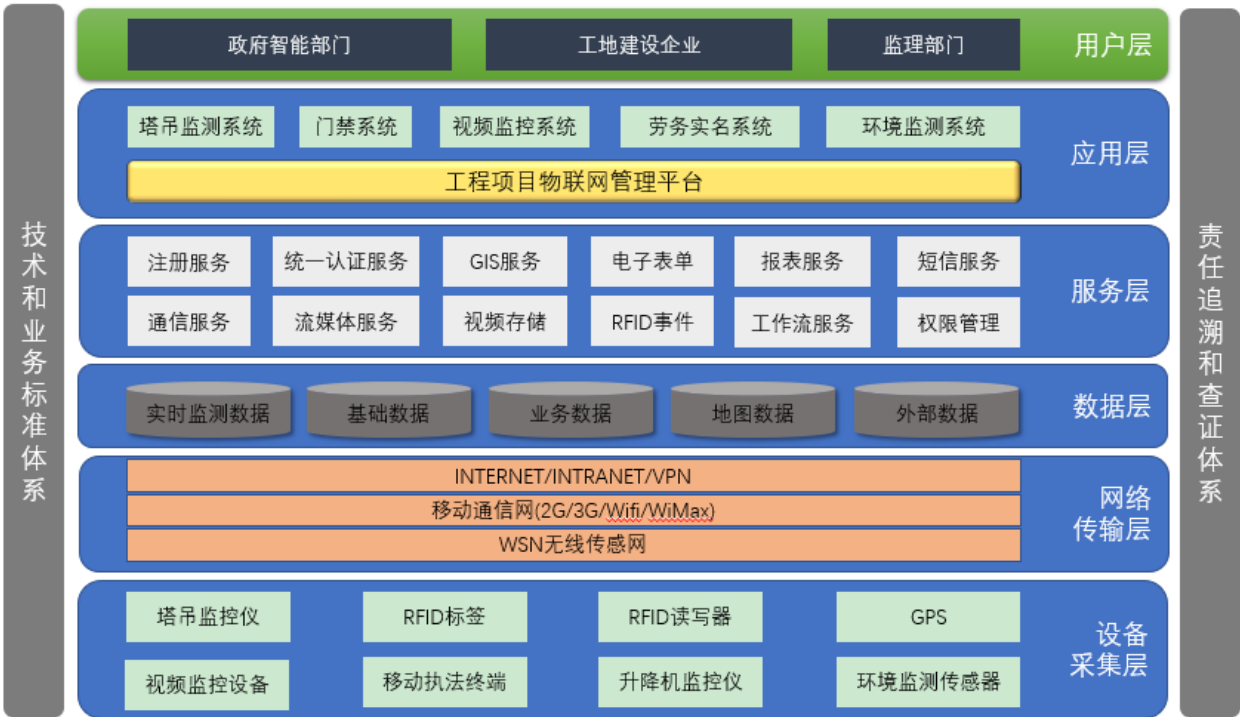 技术和业务标准体系
政府智能部门 工地建设企业 监理部门 用户层
塔吊监测系统 门禁系统 视频监控系统 劳务实名系统 环境监测系统
应用层
工程项目物联网管理平台
注册服务 统一认证服务 GIS服务 电子表单 报表服务 短信服务
服务层
通信服务 流媒体服务 视频存储 RFID事件 工作流服务 权限管理
实时监测数据 基础数据 业务数据 地图数据 外部数据 数据层
INTERNET/INTRANET/VPN
移动通信网(2G/3G/Wifi/WiMax)
WSN无线传感网
网络
传输层
塔吊监控仪 RFID标签 RFID读写器 GPS
视频监控设备 移动执法终端 升降机监控仪 环境监测传感器
设备
采集层
责任追溯和查证体系